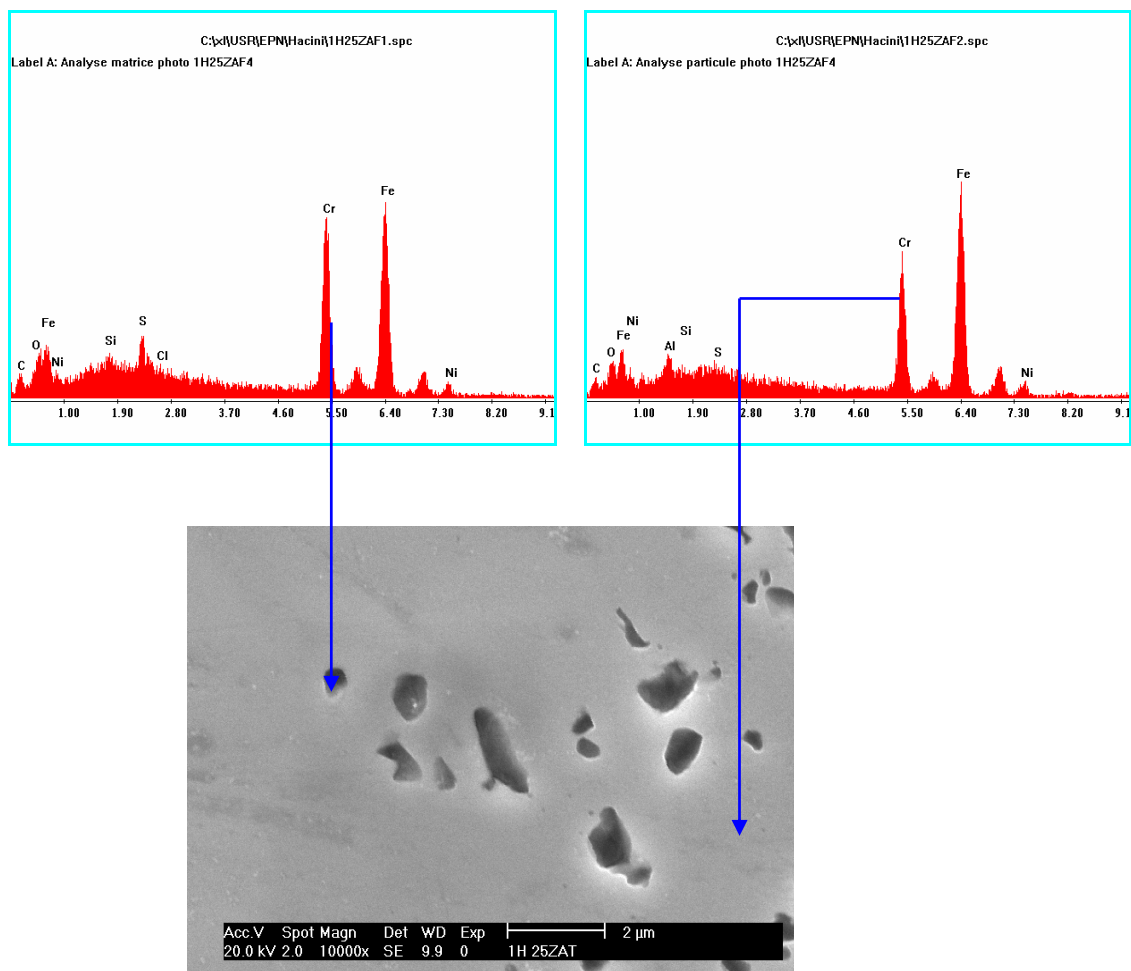 C:\xl\USR\EPN\Hacini\1H25ZAF1.spc
Label A: Analyse matrice photo 1H25ZAF4
Fe
Cr
S
Fe
Si
Cl
O
Ni
C
Ni
1.00 1.90 2.80 3.70 4.60 5.50 6.40 7.30 8.20 9.1
C:\xl\USR\EPN\Hacini\1H25ZAF2.spc
Label A: Analyse particule photo 1H25ZAF4
Fe
Cr
Ni
Si
Fe
O
Al
S
C
Ni
1.00 1.90 2.80 3.70 4.60 5.50 6.40 7.30 8.20 9.1
Acc.V Spot Magn Det WD Exp 2 µm
20.0 kV 2.0 10000x SE 9.9 0 1H 25ZAT